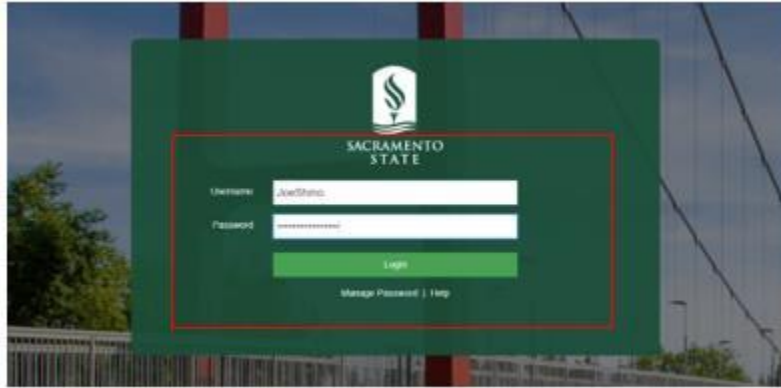 SACRAMENTO
STATE
Username
Password
Login
Manage Password | Help